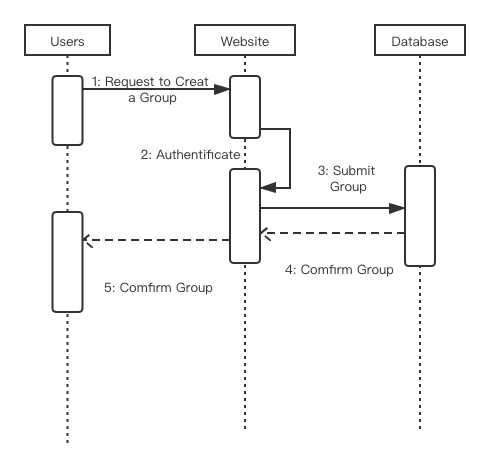 Users
Website
Database
1: Request to Creat
a Group
2: Authentificate
3: Submit
Group
4: Comfirm Group
5: Comfirm Group